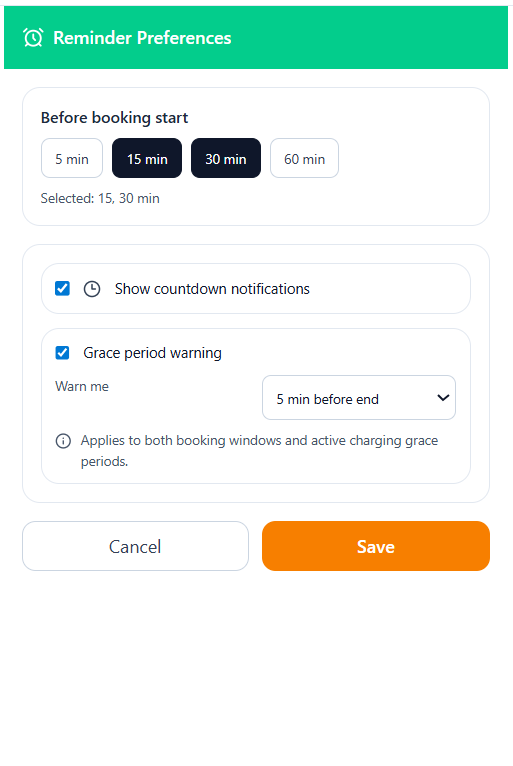 Reminder Preferences
Before booking start
5 min 15 min 30 min 60 min
Selected: 15, 30 min
Show countdown notifications
Grace period warning
Warn me 5 min before end
Applies to both booking windows and active charging grace
periods.
Cancel Save